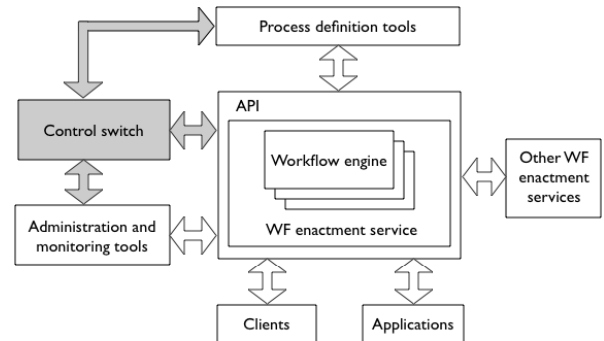 Process definition tools
API
Control switch
Workflow engine
Other WF
enactment
services
Administration and
monitoring tools
WF enactment service
Clients
Applications